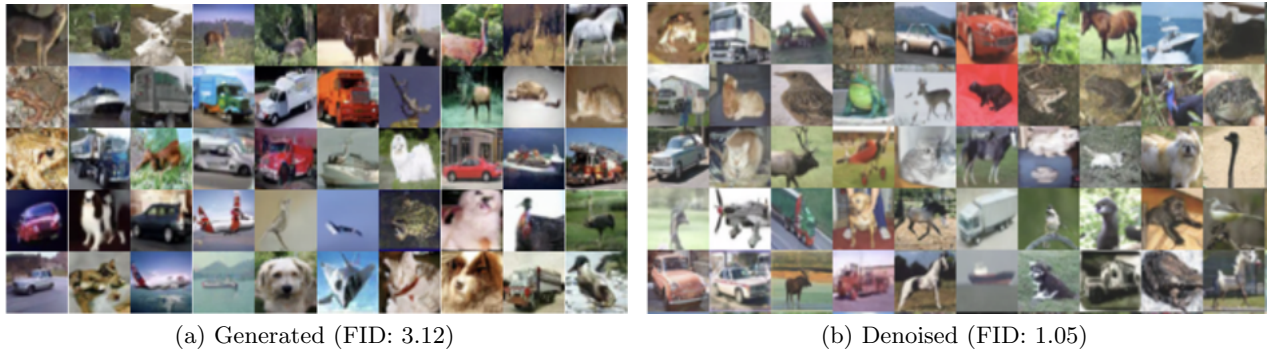 (a) Generated (FID: 3.12)
(b) Denoised (FID: 1.05)